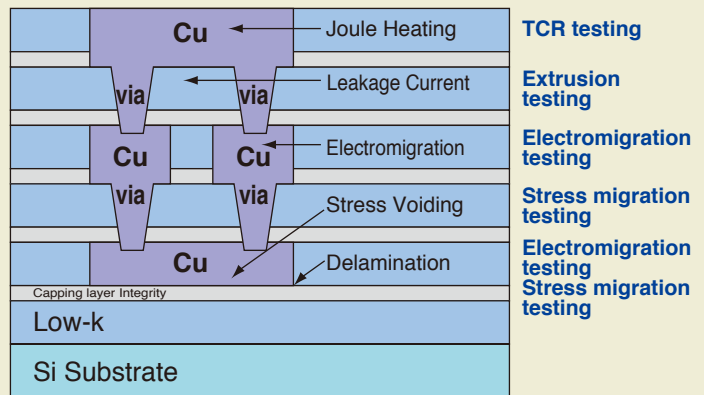 Cu
Joule Heating
TCR testing
via
via
Leakage Current
Extrusion
testing
Cu
Cu
Electromigration
Electromigration
testing
via
via
Stress Voiding
Stress migration
testing
Cu
Delamination
Electromigration
testing
Capping layer Integrity
Stress migration
testing
Low-k
Si Substrate